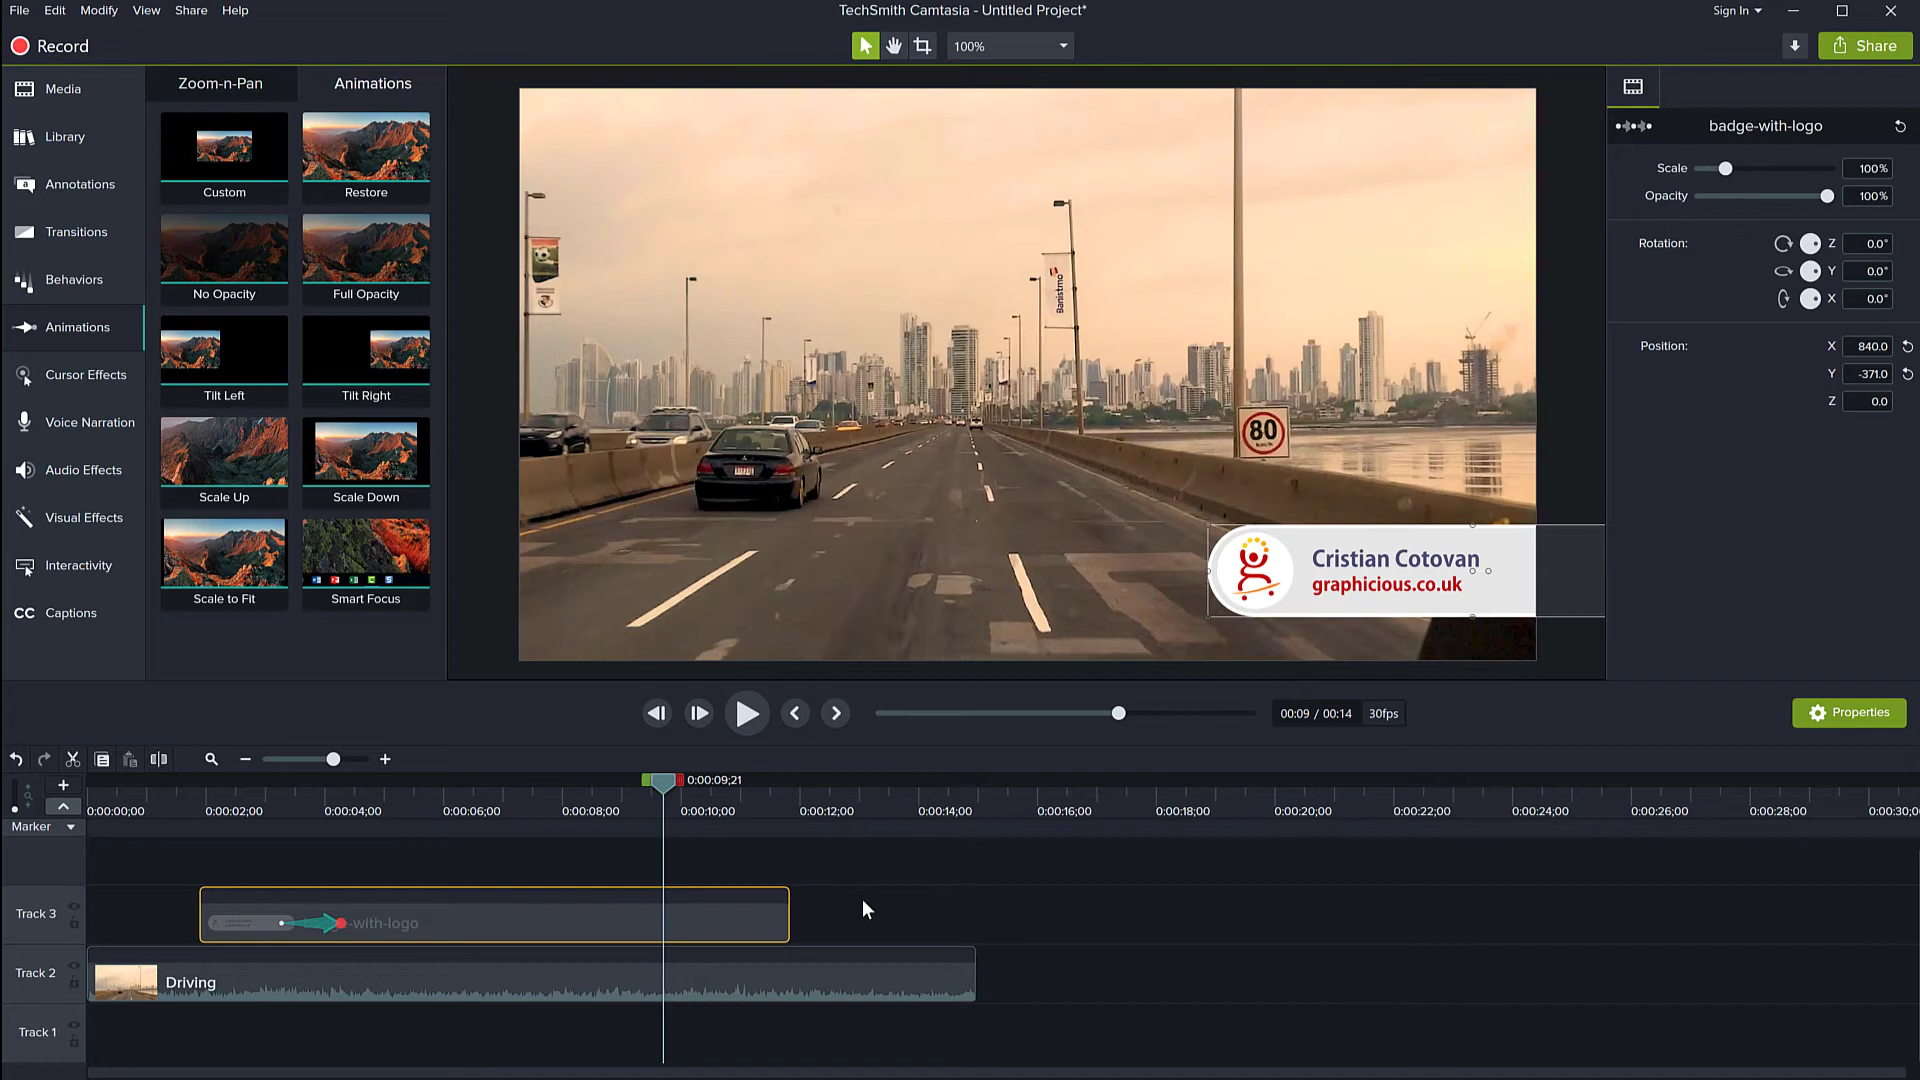 File Edit Modify View Share Help
TechSmith Camtasia - Untitled Project*
Sign In
Record
100%
Share
Media
Library
Annotations
Transitions
Behaviors
Animations
Cursor Effects
Voice Narration
Audio Effects
Visual Effects
Interactivity
CC Captions
Zoom-n-Pan Animations
Custom Restore
No Opacity Full Opacity
Tilt Left Tilt Right
Scale Up Scale Down
Scale to Fit Smart Focus
Banistmo
80
Cristian Cotovan
graphicious.co.uk
badge-with-logo
Scale 100%
Opacity 100%
Rotation: Z 0.0°
Y 0.0°
X 0.0°
Position: X 840.0
Y -371.0
Z 0.0
00:09 / 00:14 30fps
Properties
0:00:09;21
0:00:00;00 0:00:02;00 0:00:04;00 0:00:06;00 0:00:08;00 0:00:10;00 0:00:12;00 0:00:14;00 0:00:16;00 0:00:18;00 0:00:20;00 0:00:22;00 0:00:24;00 0:00:26;00 0:00:28;00 0:00:30;0
Marker
Track 3
-with-logo
Track 2
Driving
Track 1